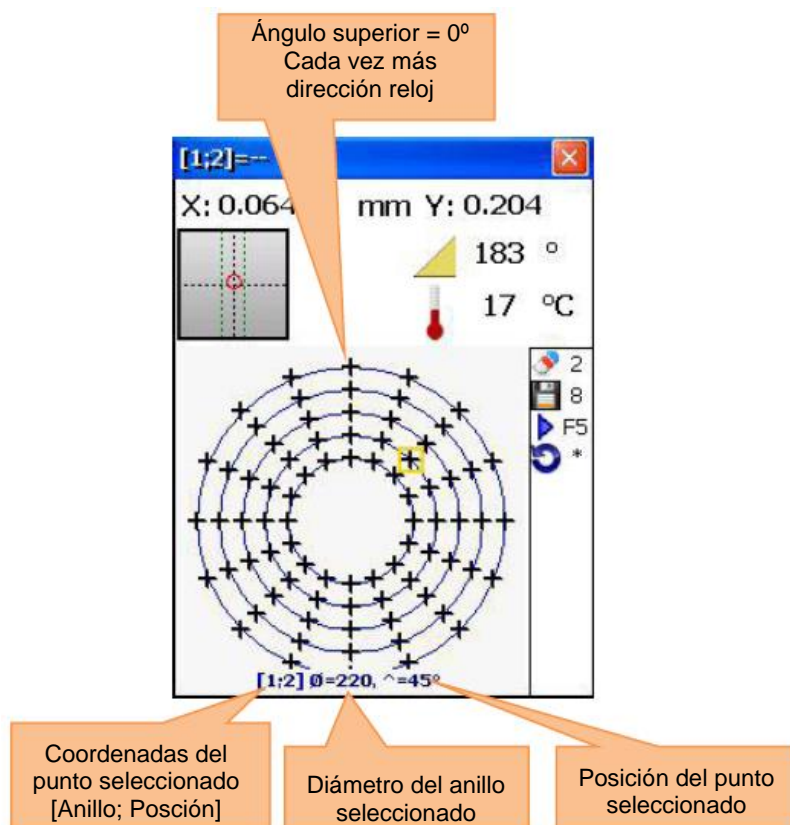 Ángulo superior = 0º
Cada vez más
dirección reloj
[1;2]=--
X: 0.064 mm Y: 0.204
183 º
17 ºC
2
8
F5
*
[1;2] Ø=220, ^=45º
Coordenadas del
punto seleccionado
[Anillo; Posción]
Diámetro del anillo
seleccionado
Posición del punto
seleccionado